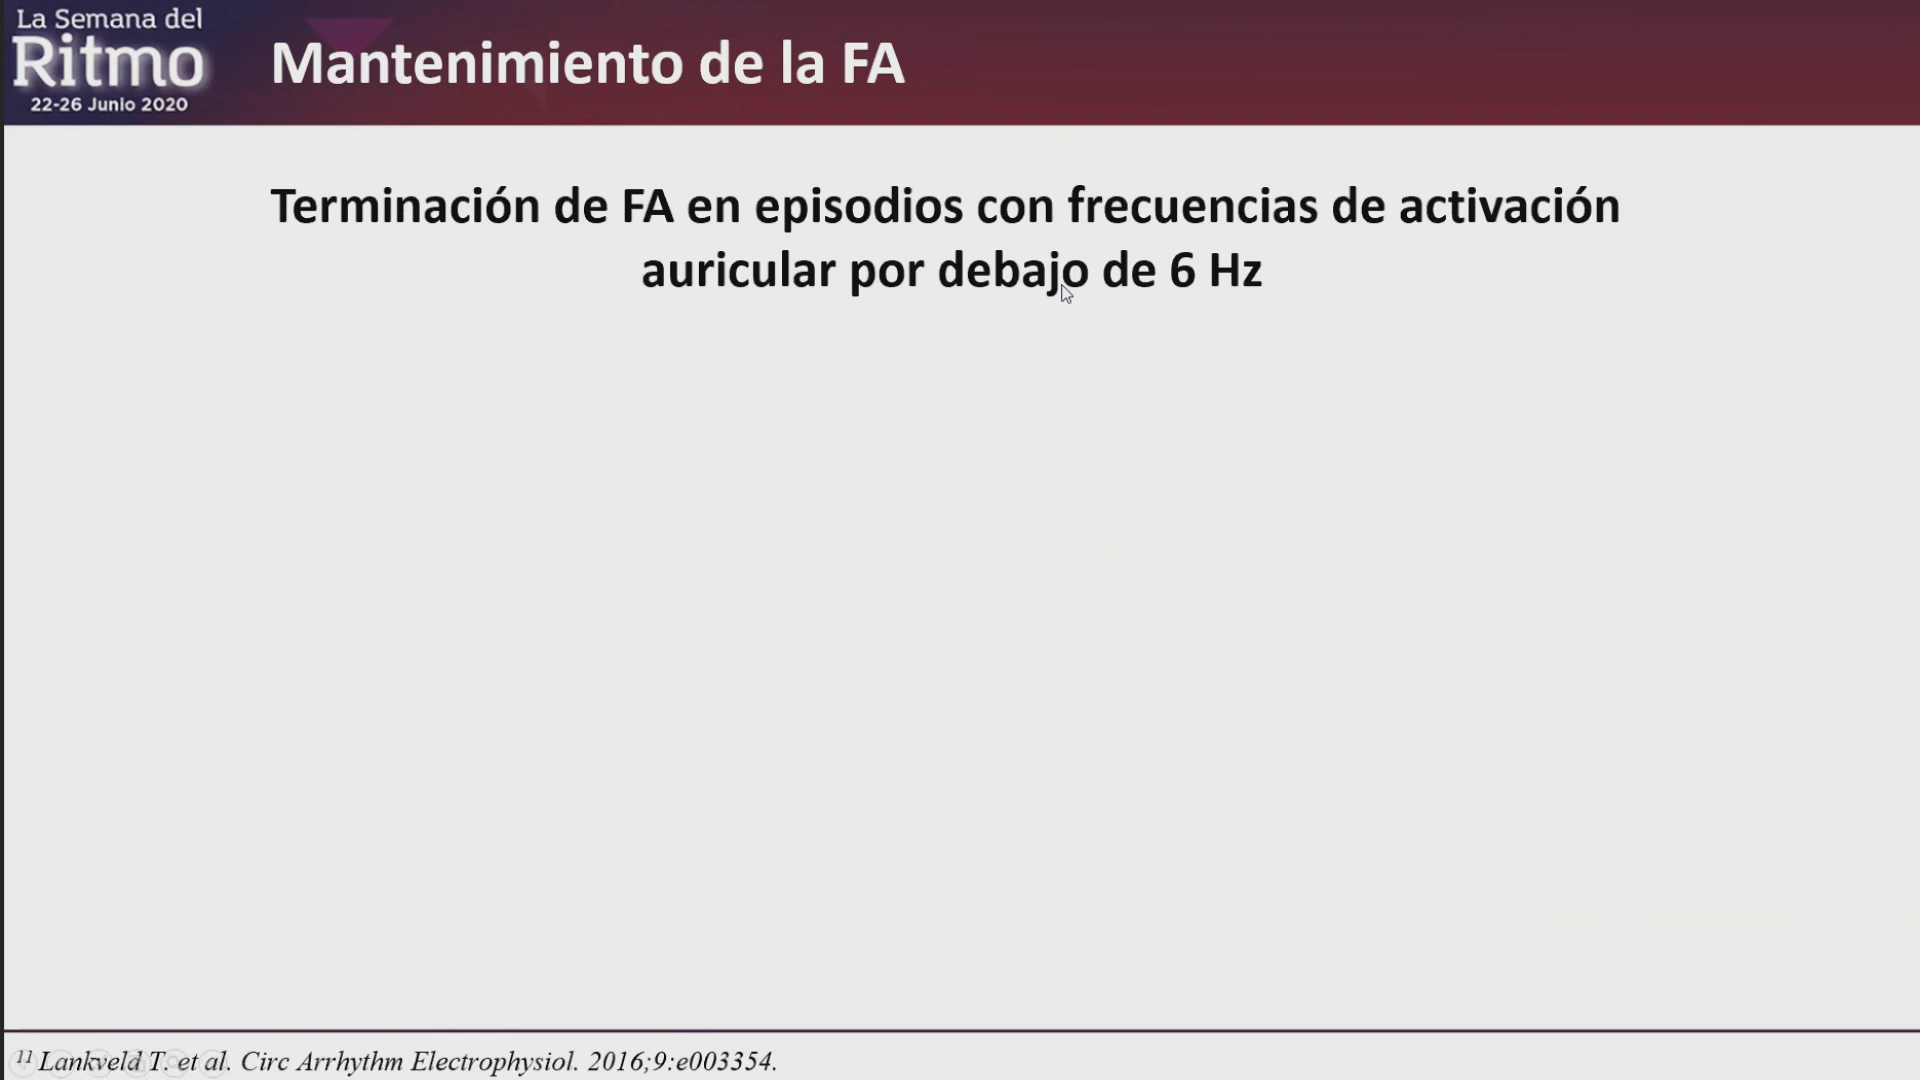 La Semana del
Ritmo
22-26 Junio 2020
Mantenimiento de la FA
Terminación de FA en episodios con frecuencias de activación
auricular por debajo de 6 Hz
11 Lankveld T. et al. Circ Arrhythm Electrophysiol. 2016;9:e003354.